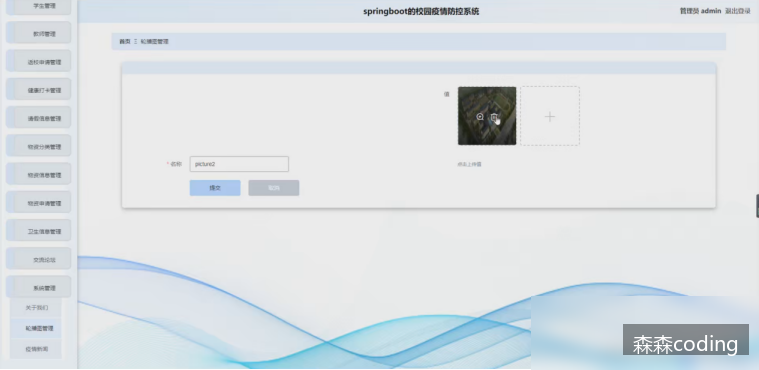 springboot的校园疫情防控系统
管理员 admin 退出登录
学生管理
教师管理
返校申请管理
健康打卡管理
通报信息管理
物资分类管理
物资信息管理
物资申请管理
卫生信息管理
交流论坛
系统管理
关于我们
轮播图管理
疫情新闻
首页
轮播图管理
值
点击上传值
* 名称
picture2
提交
取消
森森coding